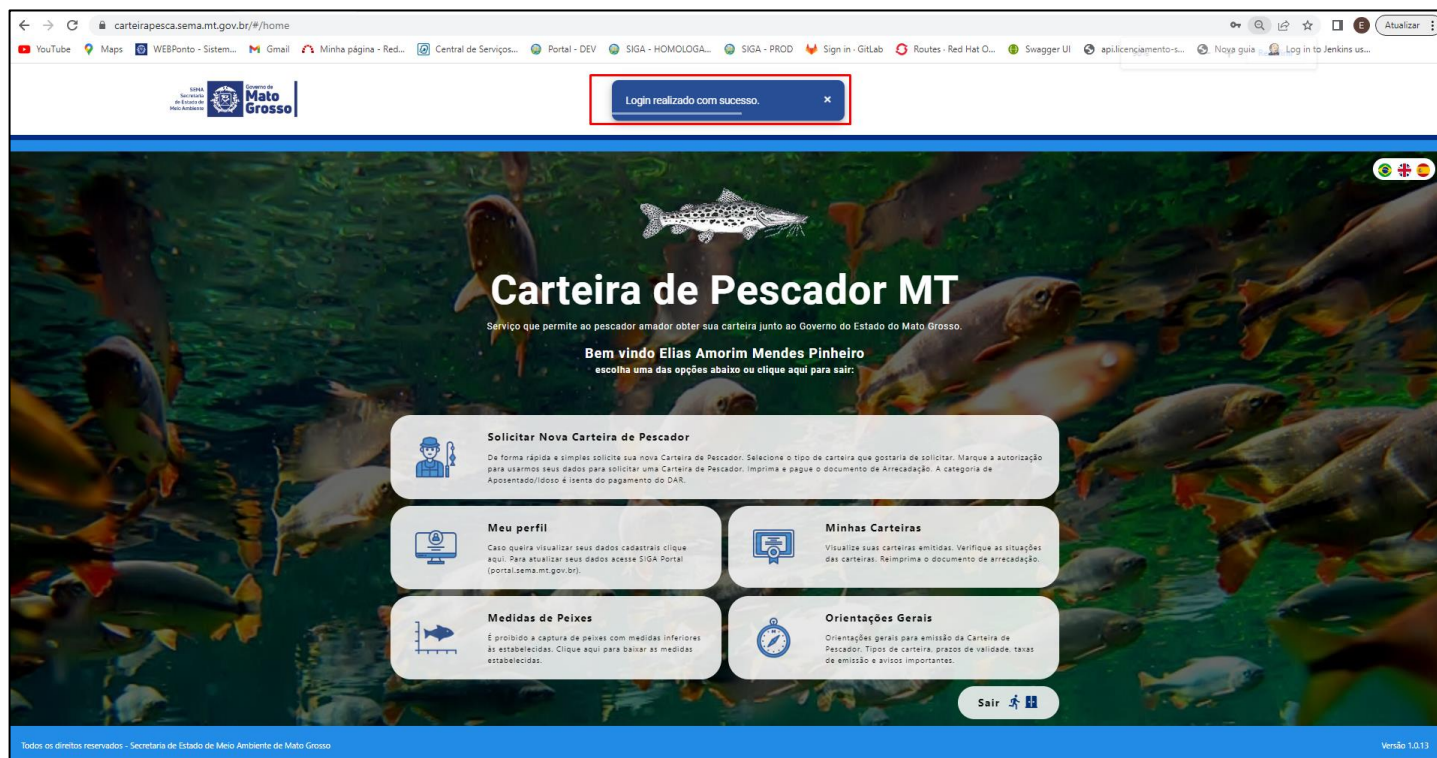 carteirapesca.sema.mt.gov.br/#/home
E
Atualizar
YouTube
Maps
WEBPonto - Sistem...
Gmail
Minha página - Red...
Central de Serviços...
Portal - DEV
SIGA - HOMOLOGA...
SIGA - PROD
Sign in · GitLab
Routes · Red Hat O...
Swagger UI
api.licenciamento-s...
Nova guia
Log in to Jenkins us...
SEMA
Secretaria
de Estado de
Meio Ambiente
Governo de
Mato
Grosso
Login realizado com sucesso.
×
Carteira de Pescador MT
Serviço que permite ao pescador amador obter sua carteira junto ao Governo do Estado do Mato Grosso.
Bem vindo Elias Amorim Mendes Pinheiro
escolha uma das opções abaixo ou clique aqui para sair:
Solicitar Nova Carteira de Pescador
De forma rápida e simples solicite sua nova Carteira de Pescador. Selecione o tipo de carteira que gostaria de solicitar. Marque a autorização
para usarmos seus dados para solicitar uma Carteira de Pescador. Imprima e pague o documento de Arrecadação. A categoria de
Aposentado/Idoso é isenta do pagamento do DAR.
Meu perfil
Caso queira visualizar seus dados cadastrais clique
aqui. Para atualizar seus dados acesse SIGA Portal
(portal.sema.mt.gov.br).
Minhas Carteiras
Visualize suas carteiras emitidas. Verifique as situações
das carteiras. Reimprima o documento de arrecadação.
Medidas de Peixes
É proibido a captura de peixes com medidas inferiores
às estabelecidas. Clique aqui para baixar as medidas
estabelecidas.
Orientações Gerais
Orientações gerais para emissão da Carteira de
Pescador. Tipos de carteira, prazos de validade, taxas
de emissão e avisos importantes.
Sair
Todos os direitos reservados - Secretaria de Estado de Meio Ambiente de Mato Grosso
Versão 1.0.13